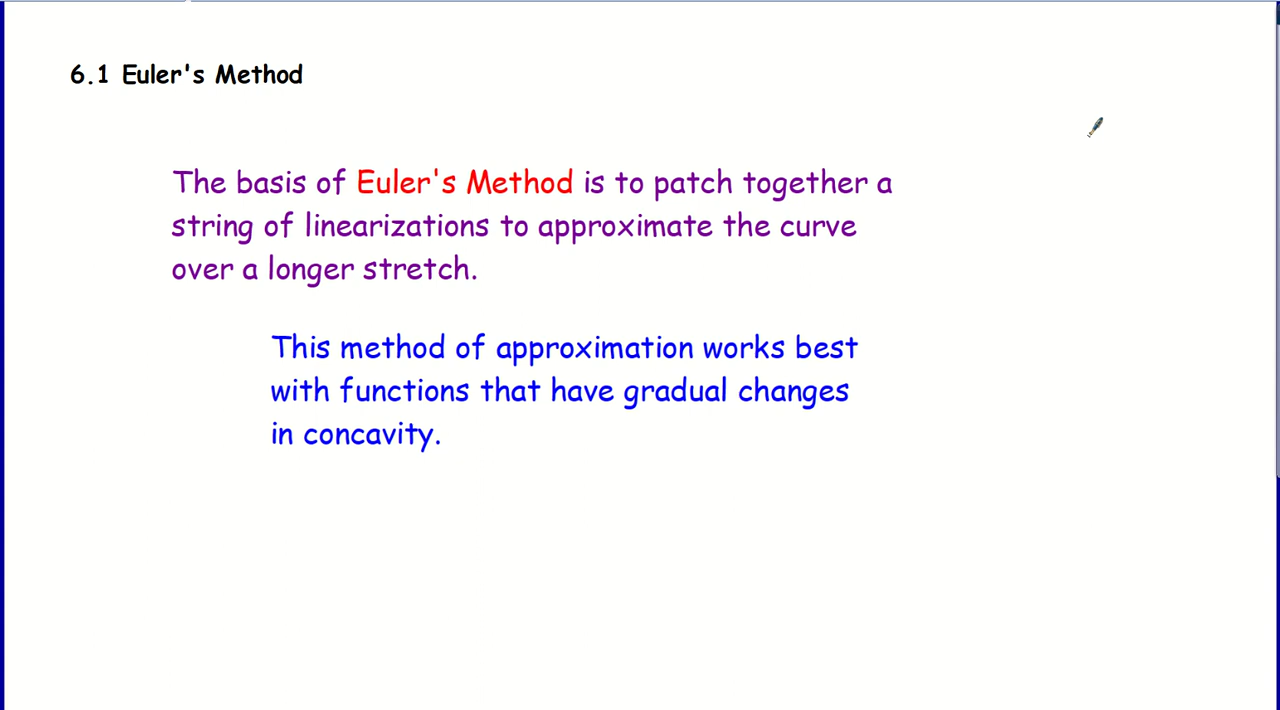 6.1 Euler's Method
The basis of Euler's Method is to patch together a
string of linearizations to approximate the curve
over a longer stretch.
This method of approximation works best
with functions that have gradual changes
in concavity.